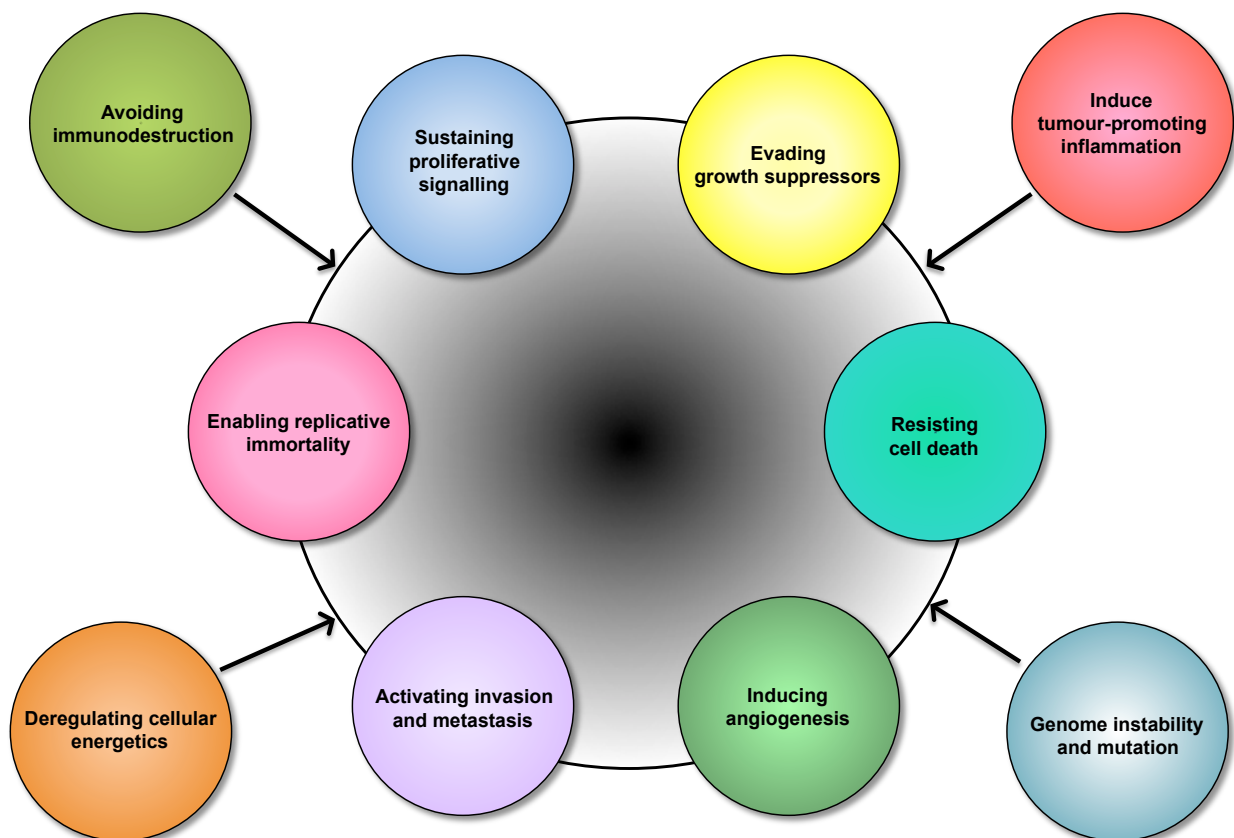 Avoiding
immunodestruction
Sustaining
proliferative
signalling
Evading
growth suppressors
Induce
tumour-promoting
inflammation
Enabling replicative
immortality
Resisting
cell death
Deregulating cellular
energetics
Activating invasion
and metastasis
Inducing
angiogenesis
Genome instability
and mutation